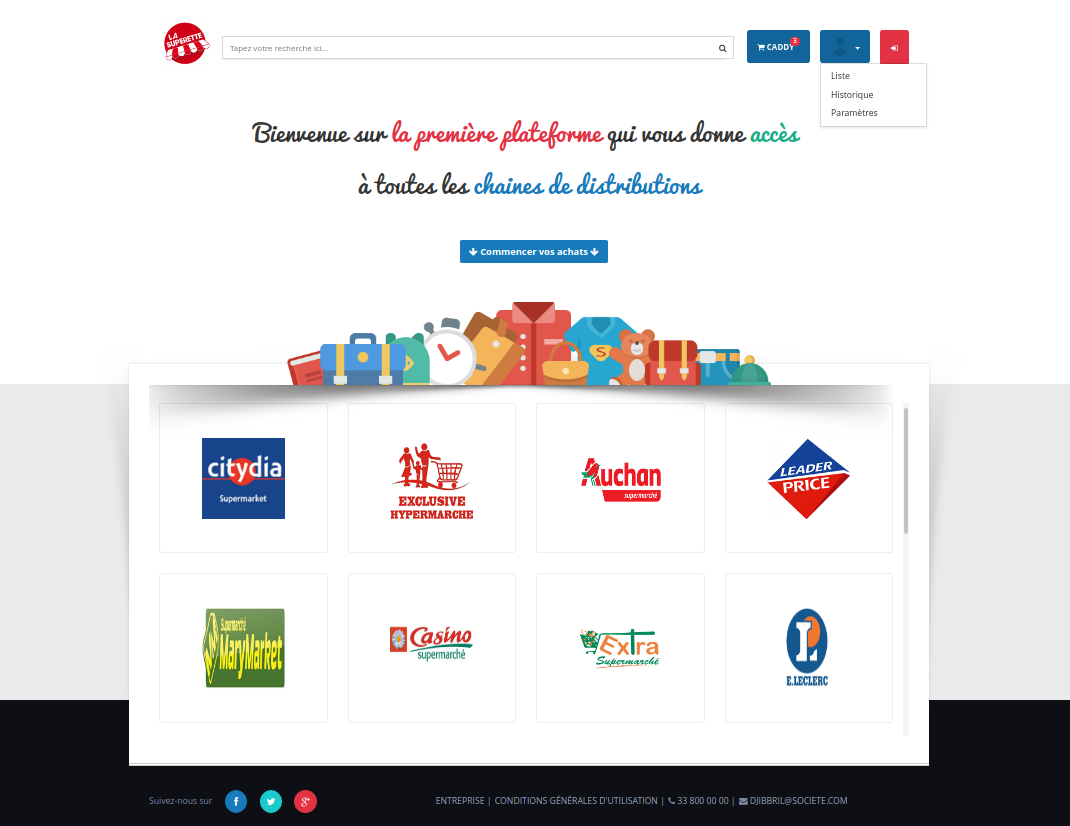 LA SUPERETTE
Tapez votre recherche ici...
CADDY 3
Liste
Historique
Paramètres
Bienvenue sur la première plateforme qui vous donne accès
à toutes les chaines de distributions
Commencer vos achats
S
citydia
Supermarket
EXCLUSIVE
HYPERMARCHE
Auchan
supermarché
LEADER
PRICE
Supermarché
MaryMarket
Casino
supermarché
Extra
Supermarché
L
E.LECLERC
Suivez-nous sur
ENTREPRISE | CONDITIONS GÉNÉRALES D'UTILISATION | 33 800 00 00 | DJIBBRIL@SOCIETE.COM